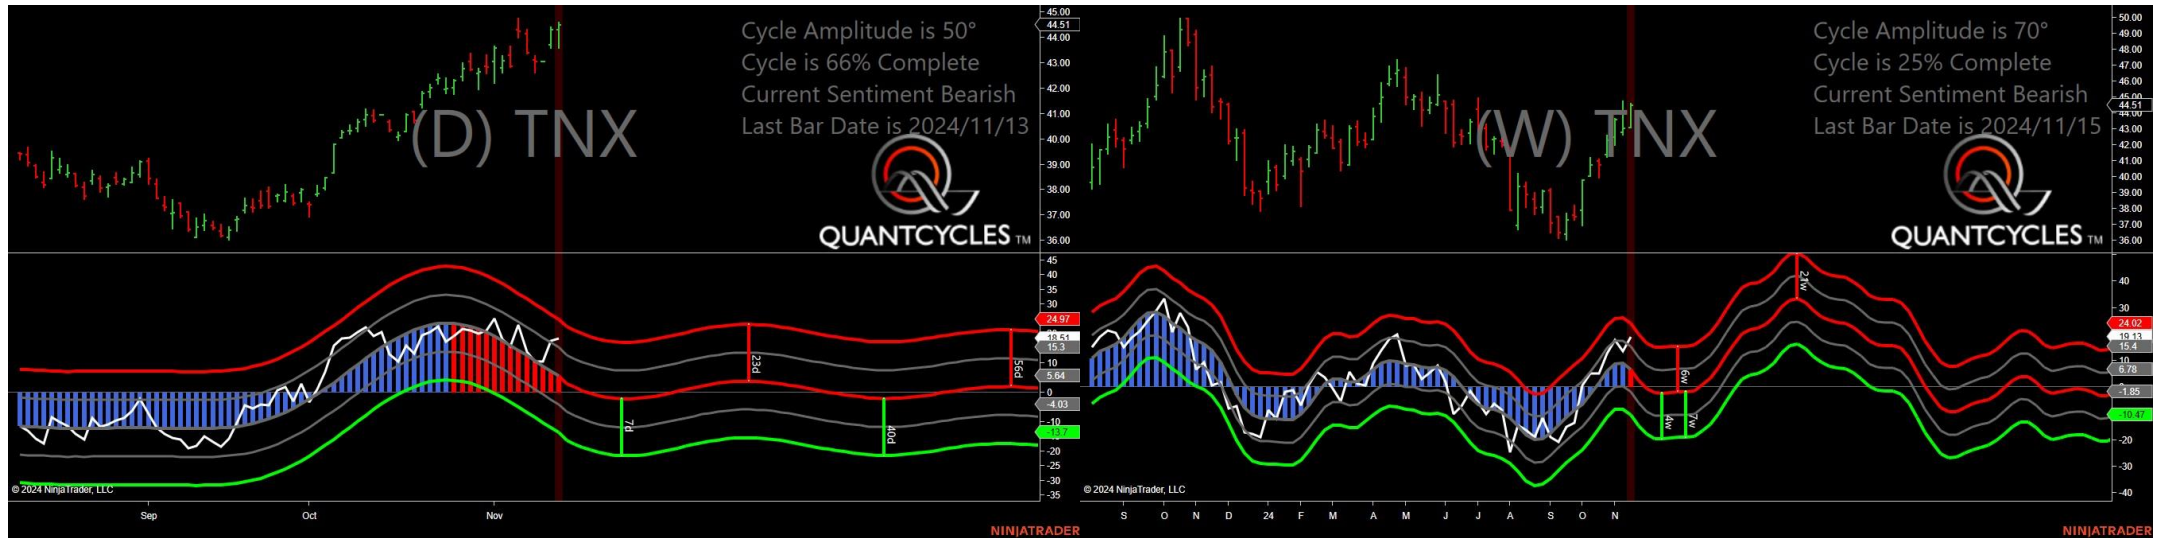 Cycle Amplitude is 50°
Cycle is 66% Complete
Current Sentiment Bearish
Last Bar Date is 2024/11/13
(D) TNX
QUANTCYCLES TM
45.00
44.51
44.00
43.00
42.00
41.00
40.00
39.00
38.00
37.00
36.00
45
40
35
30
24.97
18.51
15.3
10
5.64
0
-4.03
-10
-13.7
-20
-25
-30
-35
7d
23d
40d
56d
© 2024 NinjaTrader, LLC
Sep
Oct
Nov
NINJATRADER
Cycle Amplitude is 70°
Cycle is 25% Complete
Current Sentiment Bearish
Last Bar Date is 2024/11/15
(W) TNX
QUANTCYCLES TM
50.00
49.00
48.00
47.00
46.00
45.00
44.51
44.00
43.00
42.00
41.00
40.00
39.00
38.00
37.00
36.00
40
30
24.02
19.13
15.4
10
6.78
-1.85
-10.47
-20
-30
-40
4w
6w
7w
21w
© 2024 NinjaTrader, LLC
S
O
N
D
24
F
M
A
M
J
J
A
S
O
N
NINJATRADER